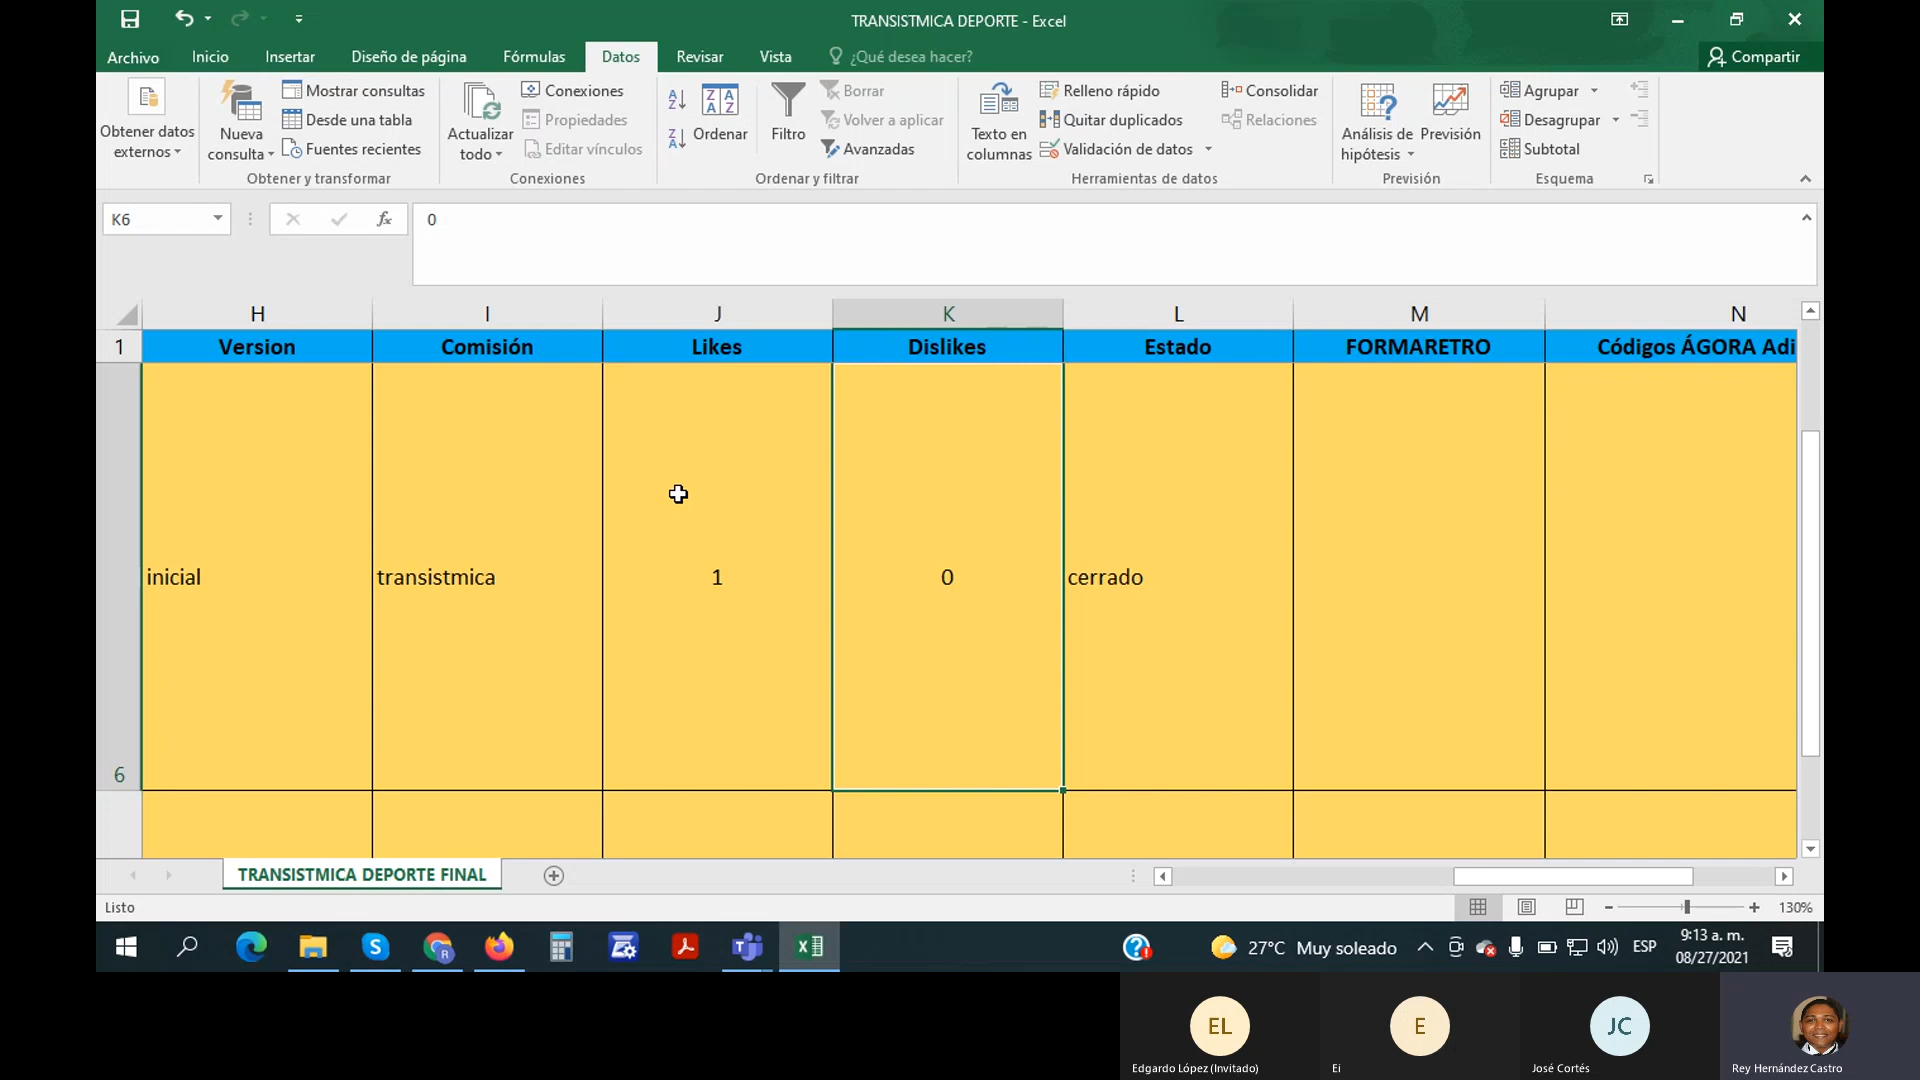 TRANSISTMICA DEPORTE - Excel
Archivo Inicio Insertar Diseño de página Fórmulas Datos Revisar Vista ¿Qué desea hacer? Compartir
Obtener datos externos
Nueva consulta
Mostrar consultas
Desde una tabla
Fuentes recientes
Obtener y transformar
Actualizar todo
Conexiones
Propiedades
Editar vínculos
Conexiones
Ordenar
Filtro
Borrar
Volver a aplicar
Avanzadas
Ordenar y filtrar
Texto en columnas
Relleno rápido
Quitar duplicados
Validación de datos
Consolidar
Relaciones
Herramientas de datos
Análisis de hipótesis
Previsión
Previsión
Agrupar
Desagrupar
Subtotal
Esquema
K6 fx 0
H I J K L M N
1 Version Comisión Likes Dislikes Estado FORMARETRO Códigos ÁGORA Adi
inicial transistmica 1 0 cerrado
6
TRANSISTMICA DEPORTE FINAL
Listo 130%
27°C Muy soleado ESP 9:13 a. m.
08/27/2021
EL E JC
Edgardo López (Invitado) Ei José Cortés Rey Hernández Castro